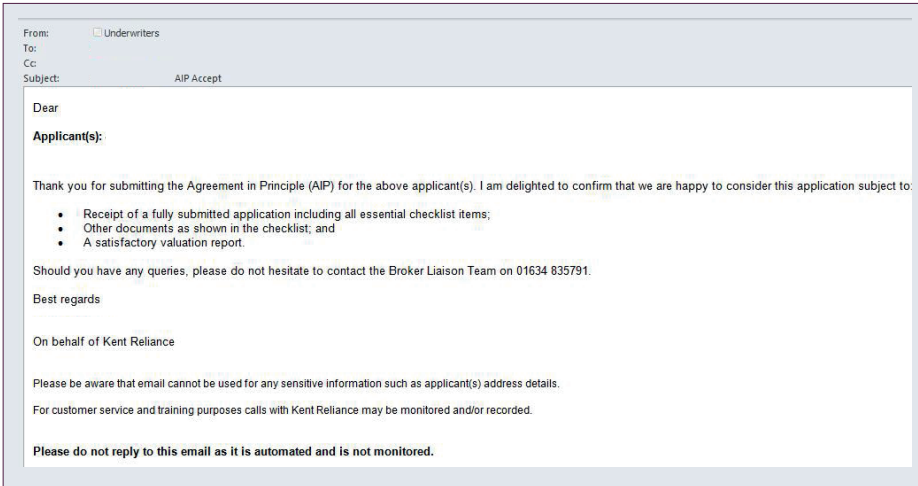 From: Underwriters
To:
Cc:
Subject: AIP Accept
Dear
Applicant(s):
Thank you for submitting the Agreement in Principle (AIP) for the above applicant(s). I am delighted to confirm that we are happy to consider this application subject to:
• Receipt of a fully submitted application including all essential checklist items;
• Other documents as shown in the checklist; and
• A satisfactory valuation report.
Should you have any queries, please do not hesitate to contact the Broker Liaison Team on 01634 835791.
Best regards
On behalf of Kent Reliance
Please be aware that email cannot be used for any sensitive information such as applicant(s) address details.
For customer service and training purposes calls with Kent Reliance may be monitored and/or recorded.
Please do not reply to this email as it is automated and is not monitored.